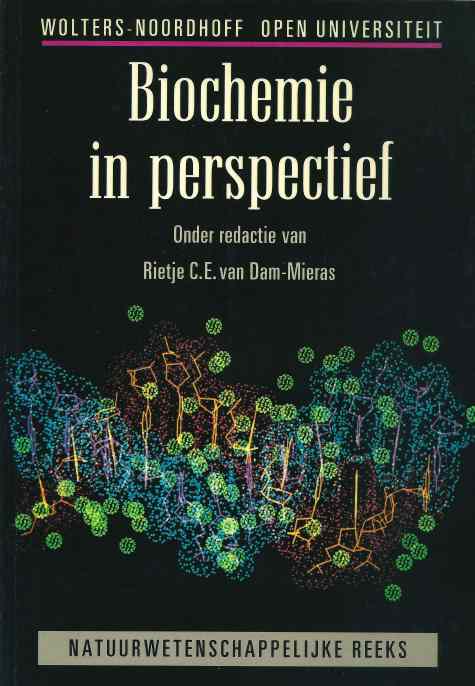 WOLTERS-NOORDHOFF OPEN UNIVERSITEIT
Biochemie
in perspectief
Onder redactie van
Rietje C.E. van Dam-Mieras
NATUURWETENSCHAPPELIJKE REEKS